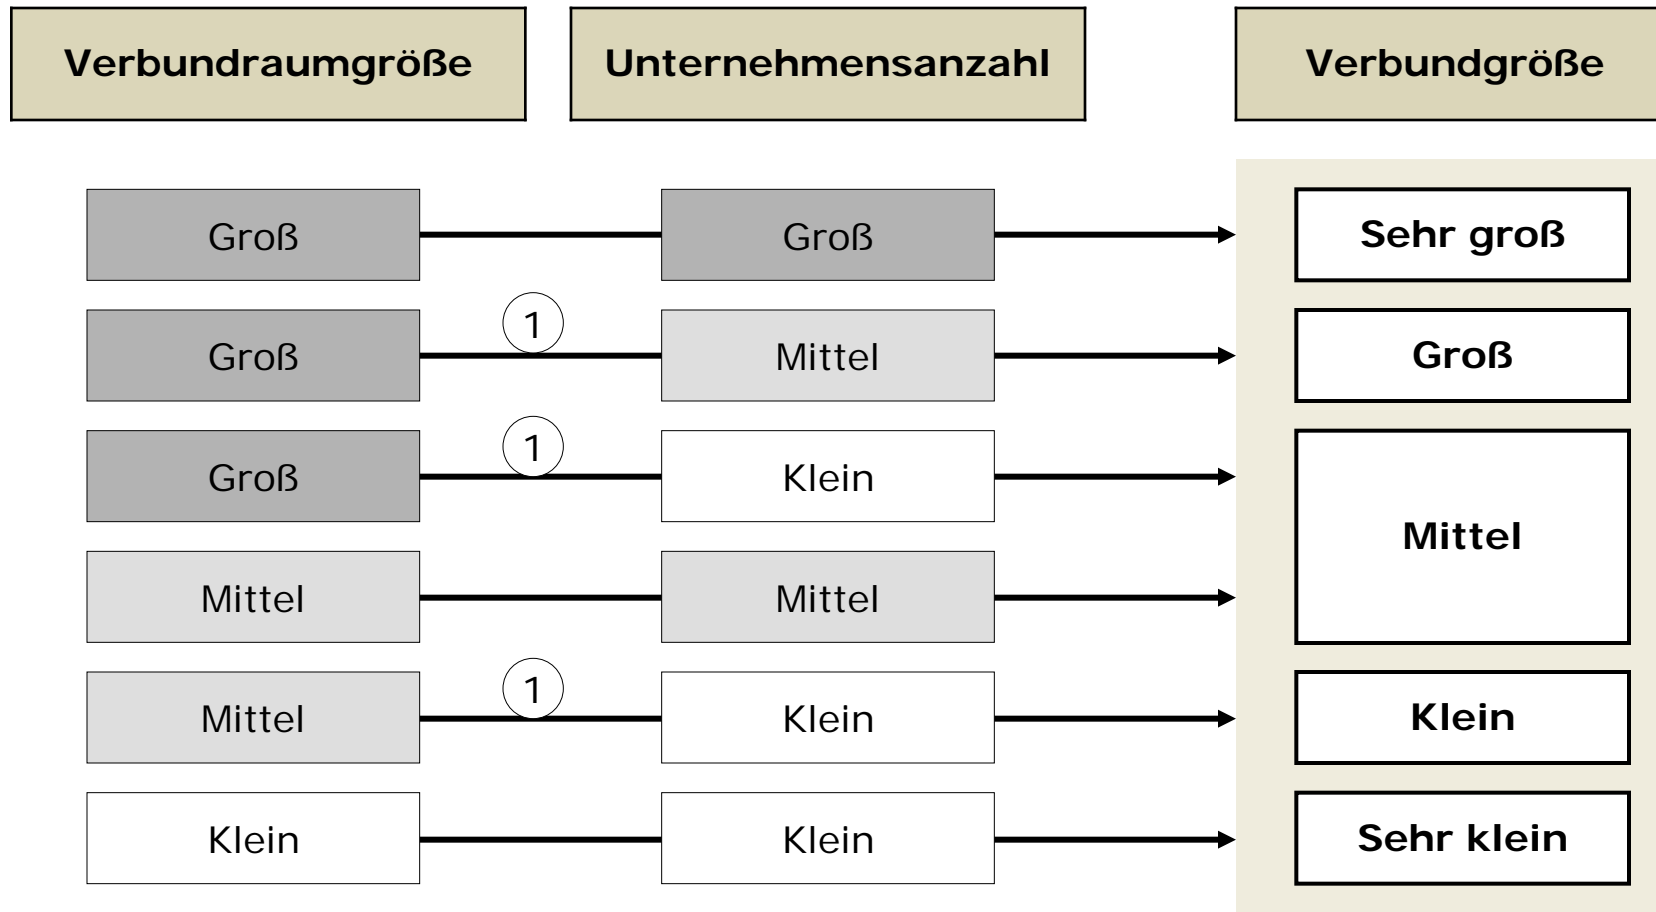 Verbundraumgröße Unternehmensanzahl Verbundgröße
Groß Groß Sehr groß
1
Groß Mittel Groß
1
Groß Klein
Mittel
Mittel Mittel
1
Mittel Klein Klein
Klein Klein Sehr klein